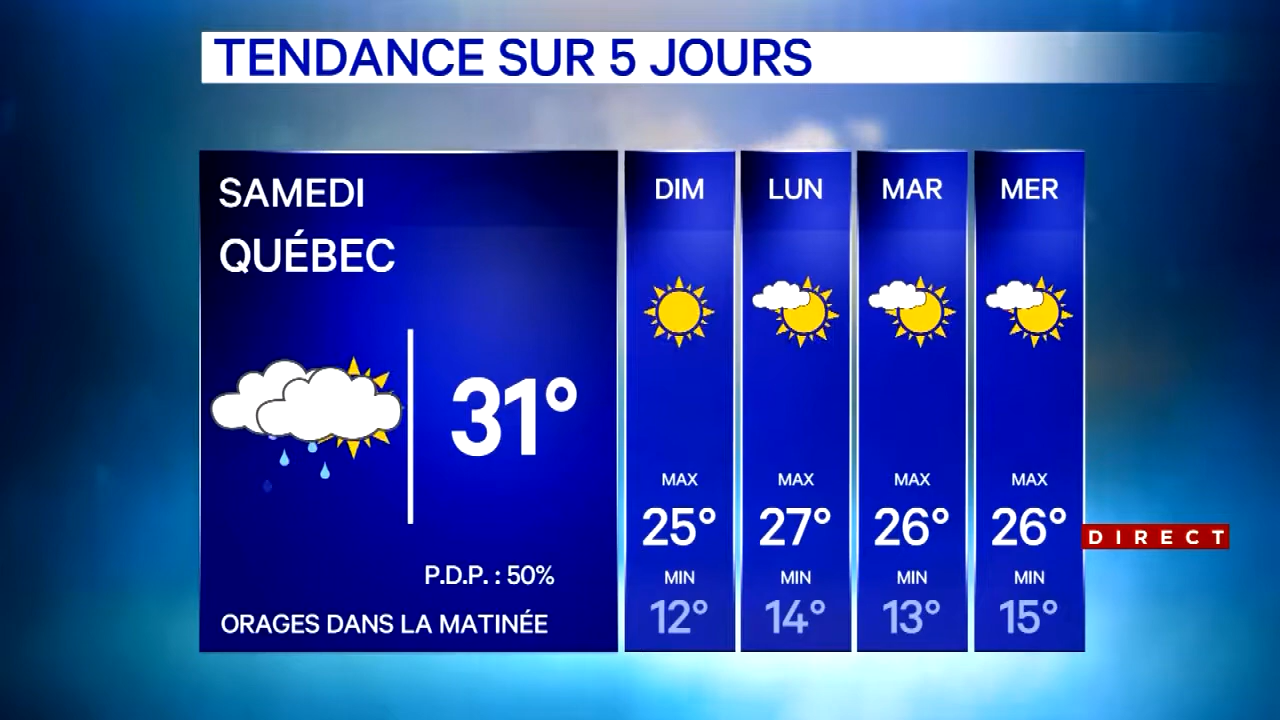 TENDANCE SUR 5 JOURS
SAMEDI
QUÉBEC
31°
P.D.P. : 50%
ORAGES DANS LA MATINÉE
DIM
MAX
25°
MIN
12°
LUN
MAX
27°
MIN
14°
MAR
MAX
26°
MIN
13°
MER
MAX
26°
MIN
15°
DIRECT